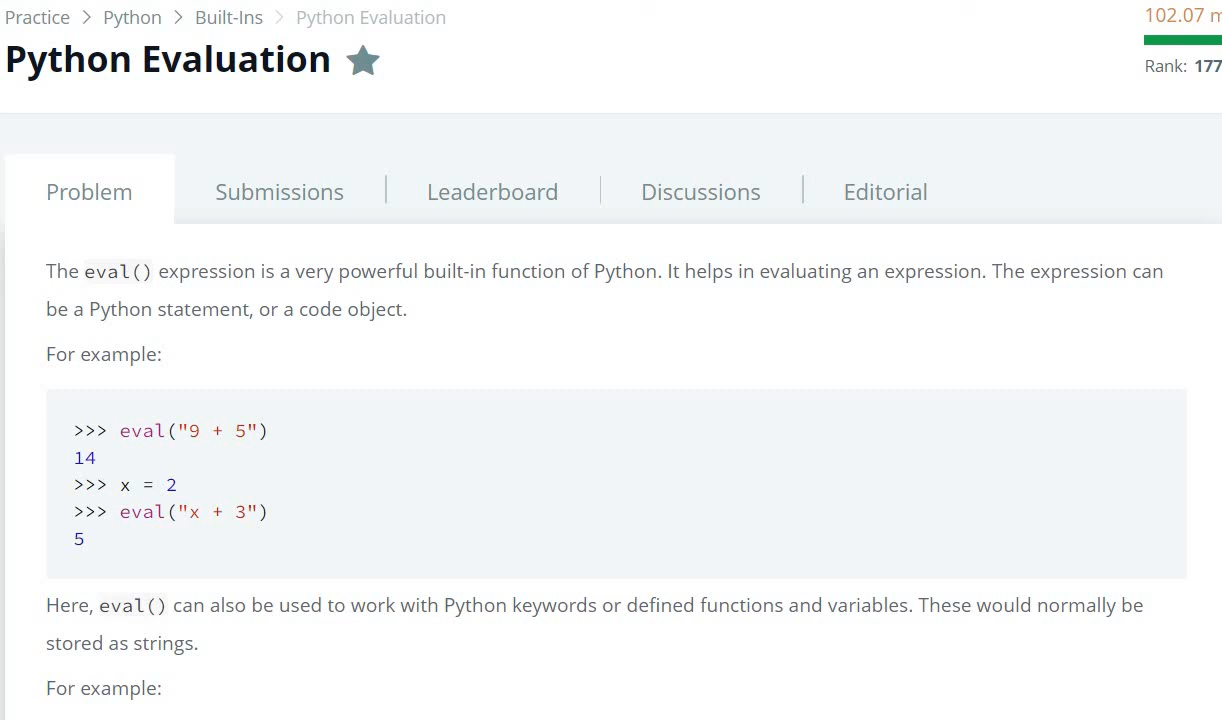 Practice > Python > Built-Ins > Python Evaluation
102.07 m
Python Evaluation
Rank: 177
Problem
Submissions
Leaderboard
Discussions
Editorial
The eval() expression is a very powerful built-in function of Python. It helps in evaluating an expression. The expression can
be a Python statement, or a code object.
For example:
>>> eval("9 + 5")
14
>>> x = 2
>>> eval("x + 3")
5
Here, eval() can also be used to work with Python keywords or defined functions and variables. These would normally be
stored as strings.
For example: